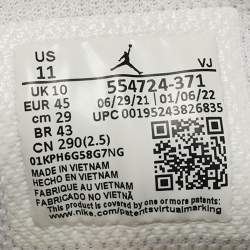 US
11
VJ
UK 10
EUR 45
cm 29
BR 43
CN 290(2.5)
554724-371
06/29/21 01/06/22
UPC 00195243826835
01KPH6G58G7NG
MADE IN VIETNAM
HECHO EN VIETNAM
FABRIQUÉ AU VIETNAM
FABRICADO NO VIETNÃ
www.nike.com/patentsvirtualmarking